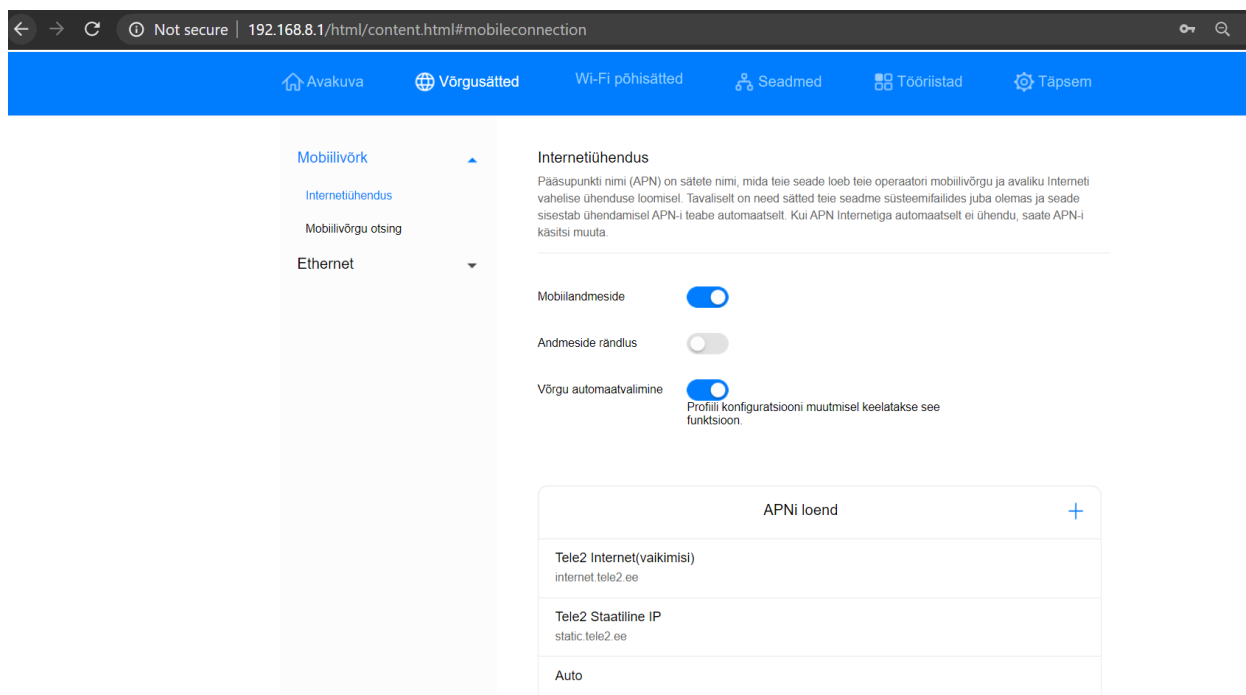 Not secure | 192.168.8.1/html/content.html#mobileconnection
Avakuva Võrgusätted Wi-Fi põhisätted Seadmed Tööriistad Täpsem
Mobiilivõrk
Internetiühendus
Mobiilivõrgu otsing
Ethernet
Internetiühendus
Pääsupunkti nimi (APN) on sätete nimi, mida teie seade loeb teie operaatori mobiilivõrgu ja avaliku Interneti
vahelise ühenduse loomisel. Tavaliselt on need sätted teie seadme süsteemifailides juba olemas ja seade
sisestab ühendamisel APN-i teabe automaatselt. Kui APN Internetiga automaatselt ei ühendu, saate APN-i
käsitsi muuta.
Mobiilandmeside
Andmeside rändlus
Võrgu automaatvalimine
Profiili konfiguratsiooni muutmisel keelatakse see
funktsioon.
APNi loend
Tele2 Internet(vaikimisi)
internet.tele2.ee
Tele2 Staatiline IP
static.tele2.ee
Auto